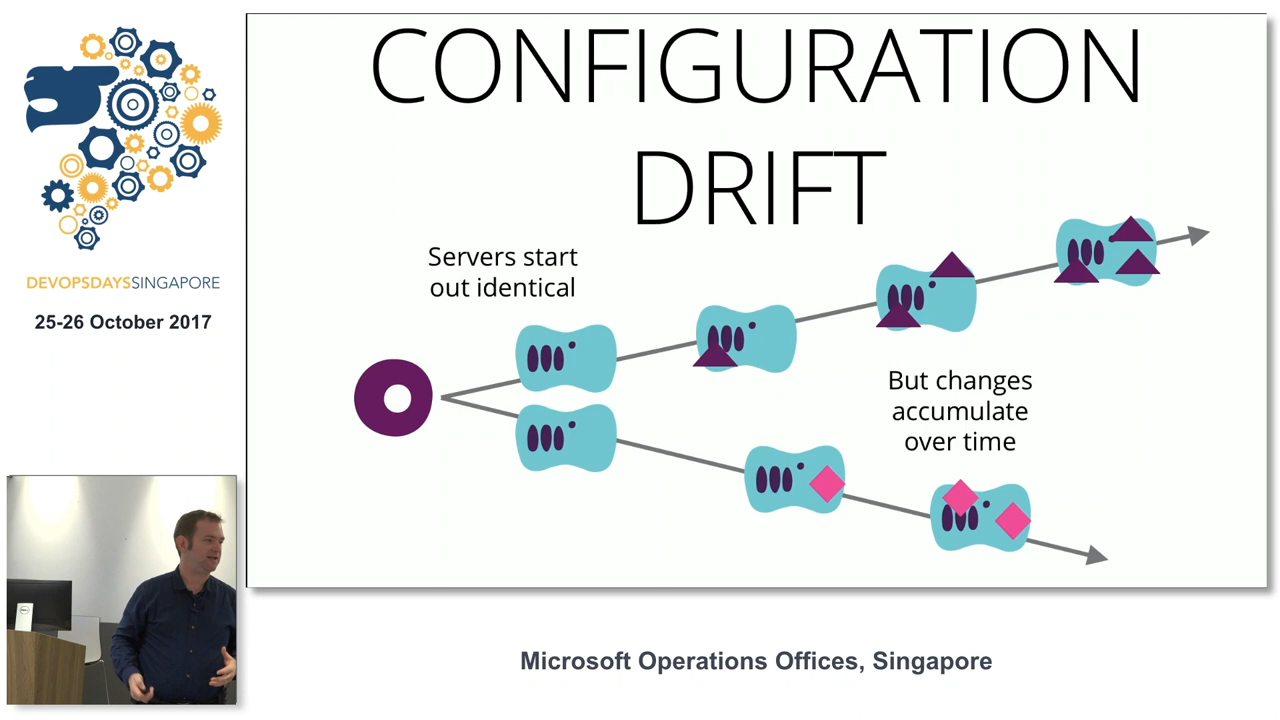 CONFIGURATION
DRIFT
Servers start
out identical
But changes
accumulate
over time
DEVOPSDAYSSINGAPORE
25-26 October 2017
Microsoft Operations Offices, Singapore